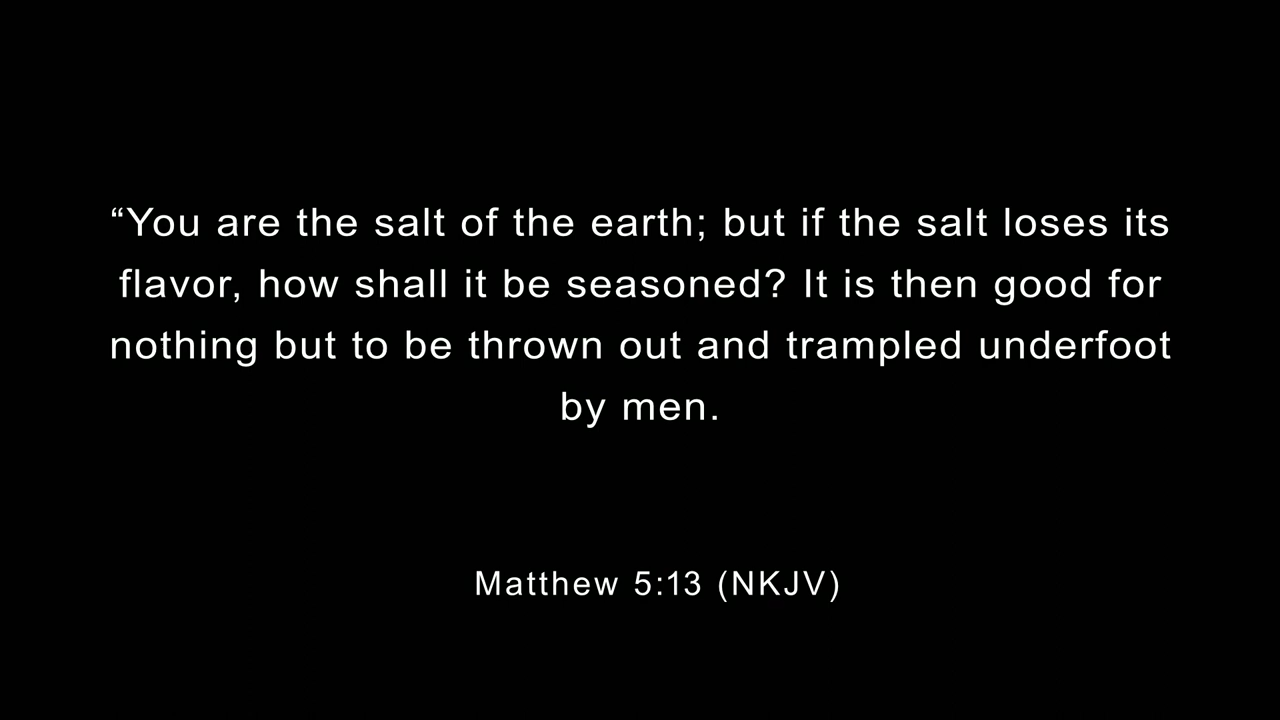 “You are the salt of the earth; but if the salt loses its
flavor, how shall it be seasoned? It is then good for
nothing but to be thrown out and trampled underfoot
by men.
Matthew 5:13 (NKJV)